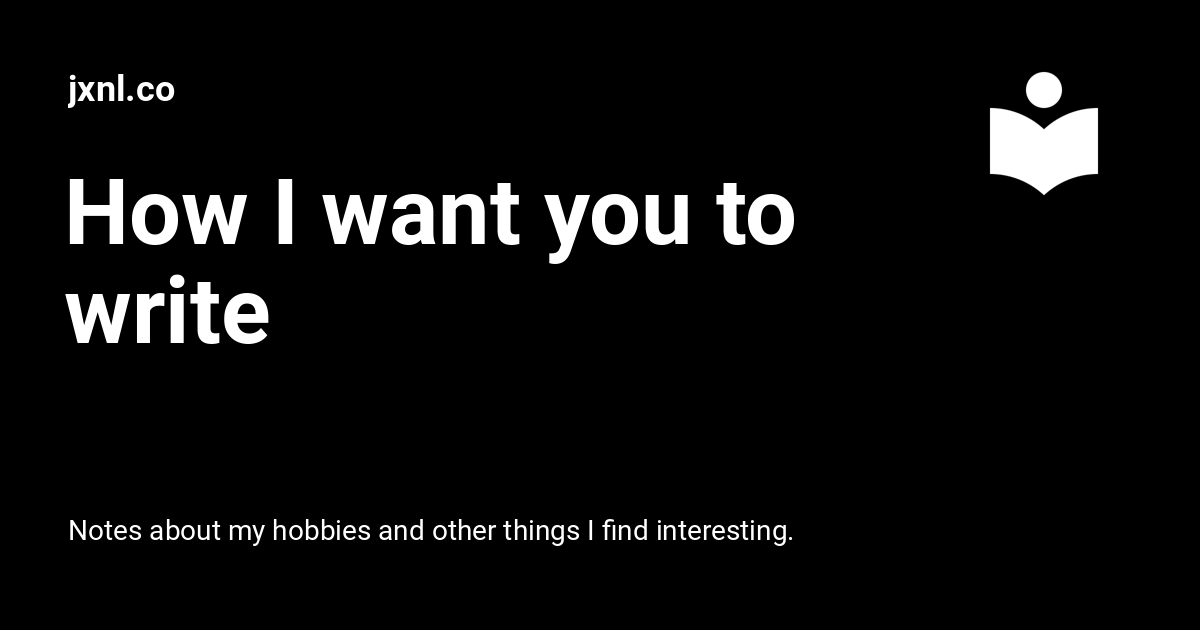 jxnl.co
How I want you to
write
Notes about my hobbies and other things I find interesting.